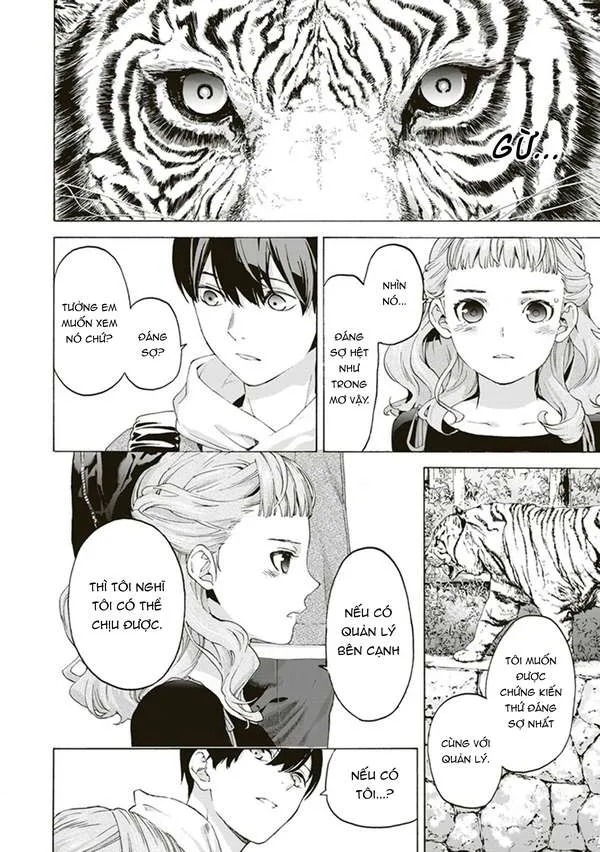 GỪ...
NHÌN
NÓ...
ĐÁNG
SỢ HỆT
NHƯ
TRONG
MƠ VẬY.
ĐÁNG
SỢ?
TƯỞNG EM
MUỐN XEM
NÓ CHỨ?
TÔI MUỐN
ĐƯỢC
CHỨNG KIẾN
THỨ ĐÁNG
SỢ NHẤT
CÙNG VỚI
QUẢN LÝ.
NẾU CÓ
QUẢN LÝ
BÊN CẠNH
THÌ TÔI NGHĨ
TÔI CÓ THỂ
CHỊU ĐƯỢC.
NẾU CÓ
TÔI...?